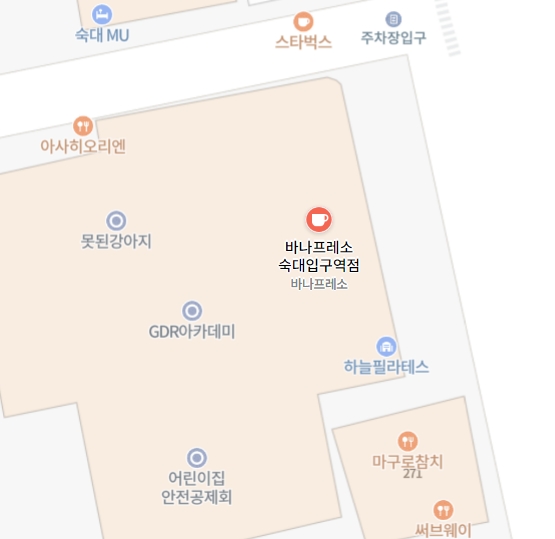 숙대 MU
스타벅스
주차장입구
아사히오리엔
못된강아지
바나프레소
숙대입구역점
바나프레소
GDR아카데미
하늘필라테스
마구로참치
271
어린이집
안전공제회
써브웨이